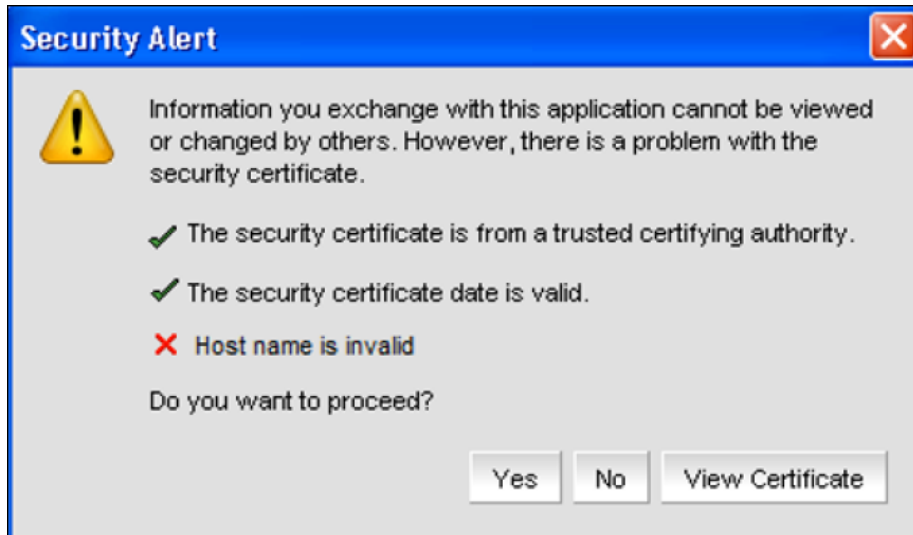 Security Alert
Information you exchange with this application cannot be viewed
or changed by others. However, there is a problem with the
security certificate.
The security certificate is from a trusted certifying authority.
The security certificate date is valid.
Host name is invalid
Do you want to proceed?
Yes No View Certificate